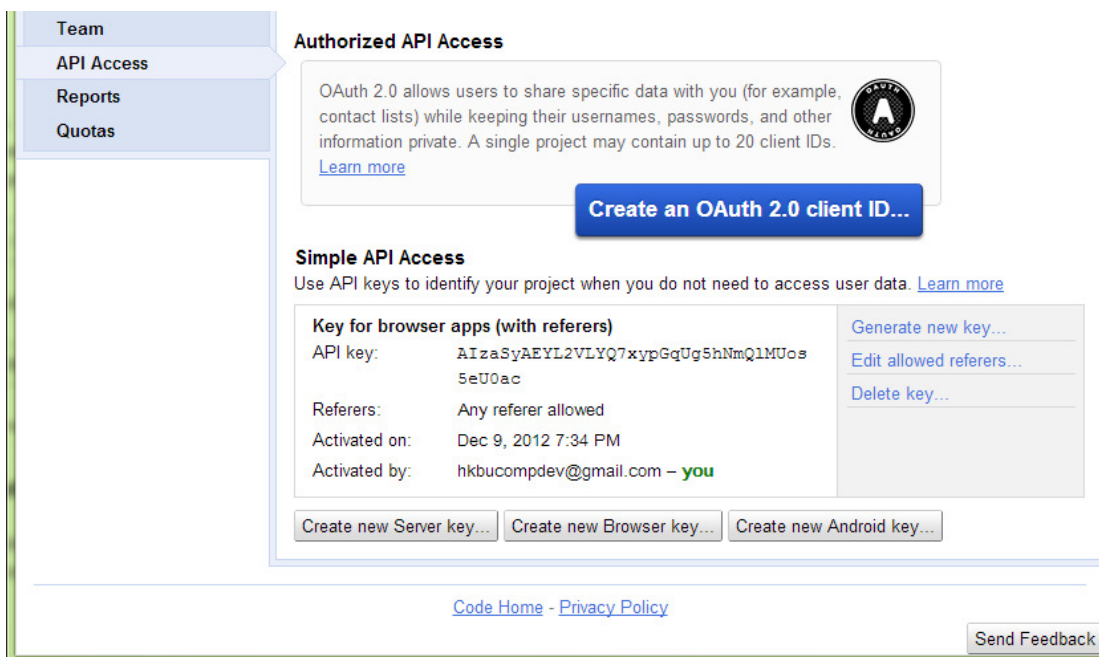 Team
API Access
Reports
Quotas
Authorized API Access
OAuth 2.0 allows users to share specific data with you (for example,
contact lists) while keeping their usernames, passwords, and other
information private. A single project may contain up to 20 client IDs.
Learn more
OAUTH
A
OAUTH
Create an OAuth 2.0 client ID...
Simple API Access
Use API keys to identify your project when you do not need to access user data. Learn more
Key for browser apps (with referers)
API key: AIzaSyAEYL2VLYQ7xypGqUg5hNmQlMUos
5eU0ac
Referers: Any referer allowed
Activated on: Dec 9, 2012 7:34 PM
Activated by: hkbucompdev@gmail.com – you
Generate new key...
Edit allowed referers...
Delete key...
Create new Server key... Create new Browser key... Create new Android key...
Code Home - Privacy Policy
Send Feedback